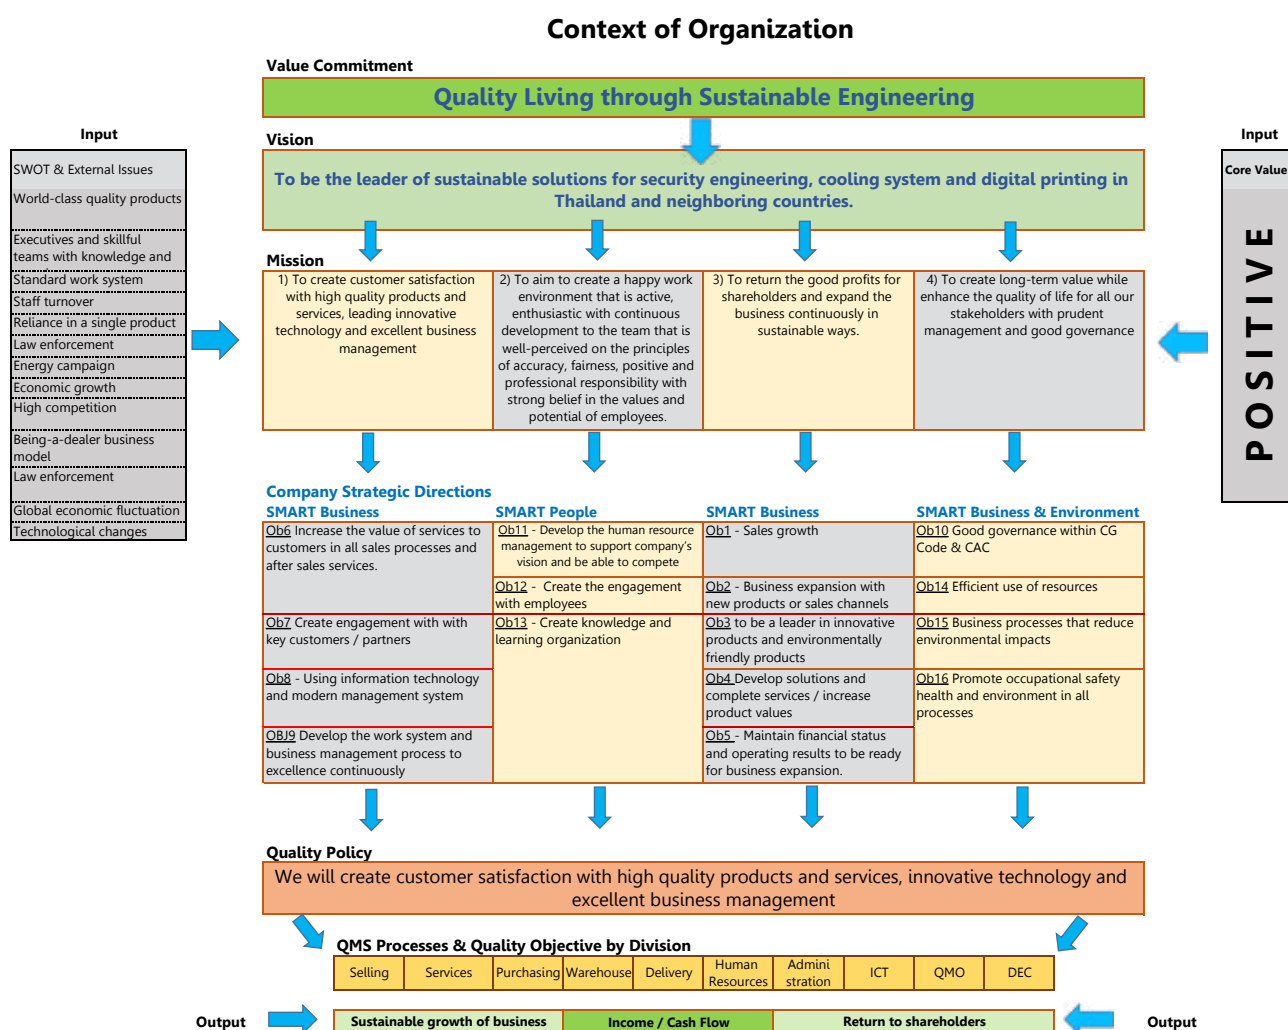 Context of Organization
Value Commitment
Quality Living through Sustainable Engineering
Vision
To be the leader of sustainable solutions for security engineering, cooling system and digital printing in
Thailand and neighboring countries.
Input
SWOT & External Issues
World-class quality products
Executives and skillful
teams with knowledge and
Standard work system
Staff turnover
Reliance in a single product
Law enforcement
Energy campaign
Economic growth
High competition
Being-a-dealer business
model
Law enforcement
Global economic fluctuation
Technological changes
Input
Core Value
POSITIVE
Mission
1) To create customer satisfaction
with high quality products and
services, leading innovative
technology and excellent business
management
2) To aim to create a happy work
environment that is active,
enthusiastic with continuous
development to the team that is
well-perceived on the principles
of accuracy, fairness, positive and
professional responsibility with
strong belief in the values and
potential of employees.
3) To return the good profits for
shareholders and expand the
business continuously in
sustainable ways.
4) To create long-term value while
enhance the quality of life for all our
stakeholders with prudent
management and good governance
Company Strategic Directions
SMART Business
Ob6 Increase the value of services to
customers in all sales processes and
after sales services.
Ob7 Create engagement with with
key customers / partners
Ob8 - Using information technology
and modern management system
OBJ9 Develop the work system and
business management process to
excellence continuously
SMART People
Ob11 - Develop the human resource
management to support company's
vision and be able to compete
Ob12 -  Create the engagement
with employees
Ob13 - Create knowledge and
learning organization
SMART Business
Ob1 - Sales growth
Ob2 - Business expansion with
new products or sales channels
Ob3 to be a leader in innovative
products and environmentally
friendly products
Ob4 Develop solutions and
complete services / increase
product values
Ob5 - Maintain financial status
and operating results to be ready
for business expansion.
SMART Business & Environment
Ob10 Good governance within CG
Code & CAC
Ob14 Efficient use of resources
Ob15 Business processes that reduce
environmental impacts
Ob16 Promote occupational safety
health and environment in all
processes
Quality Policy
We will create customer satisfaction with high quality products and services, innovative technology and
excellent business management
QMS Processes & Quality Objective by Division
Selling
Services
Purchasing
Warehouse
Delivery
Human
Resources
Admini
stration
ICT
QMO
DEC
Output
Sustainable growth of business
Income / Cash Flow
Return to shareholders
Output